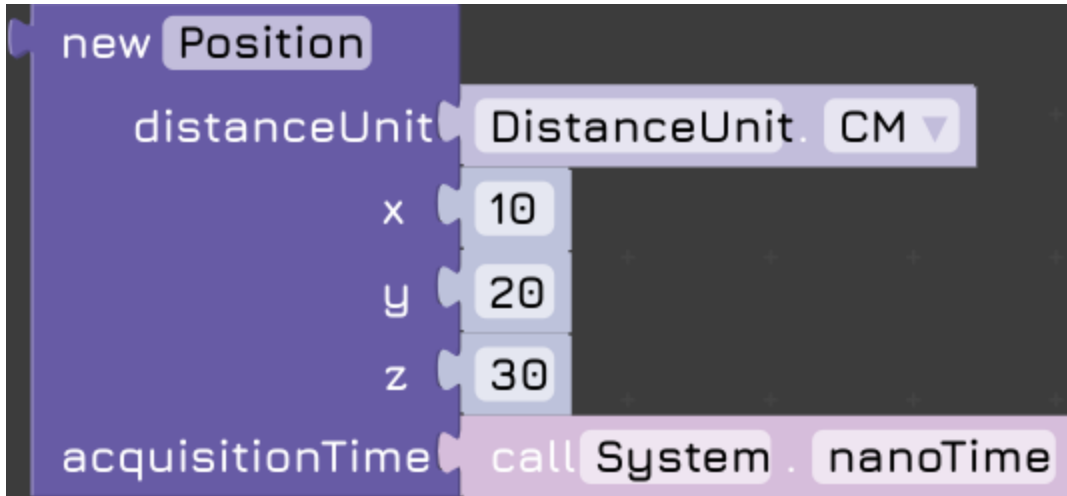 new Position
distanceUnit DistanceUnit. CM
x 10
y 20
z 30
acquisitionTime call System . nanoTime